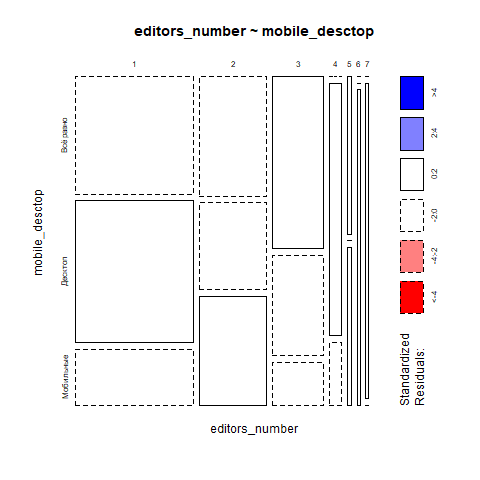 editors_number ~ mobile_desctop
1 2 3 4 5 6 7
Всё равно
Десктоп
Мобильные
mobile_desctop
editors_number
>4
2:4
0:2
-2:0
-4:-2
<-4
Standardized
Residuals: